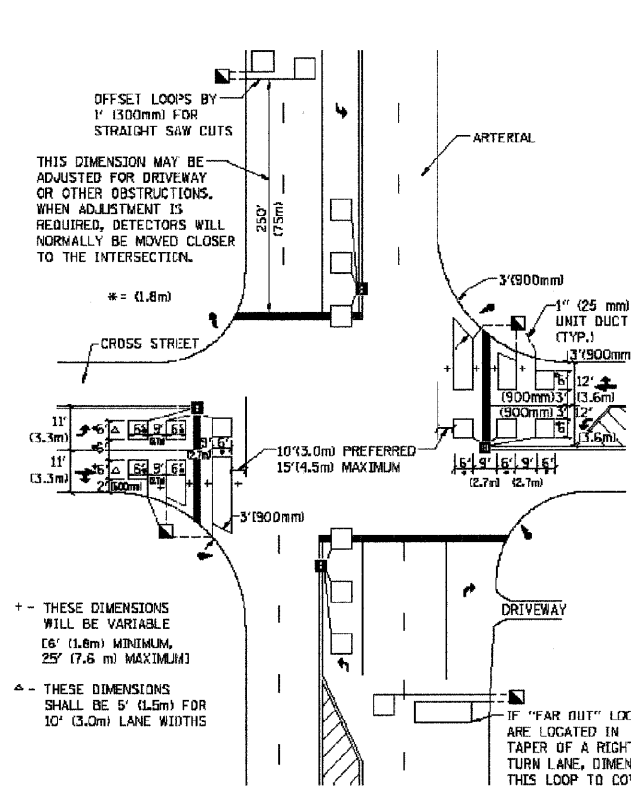 OFFSET LOOPS BY
1' (300mm) FOR
STRAIGHT SAW CUTS
ARTERIAL
THIS DIMENSION MAY BE
ADJUSTED FOR DRIVEWAY
OR OTHER OBSTRUCTIONS.
WHEN ADJUSTMENT IS
REQUIRED, DETECTORS WILL
NORMALLY BE MOVED CLOSER
TO THE INTERSECTION.
250'
(75m)
* = (1.8m)
3'(900mm)
1" (25 mm)
UNIT DUCT
(TYP.)
CROSS STREET
3'(900mm
12'
(3.6m)
(900mm)3'
(900mm) 3'
12'
(3.6m)
11'
(3.3m)
11'
(3.3m)
10'(3.0m) PREFERRED
15'(4.5m) MAXIMUM
6' 9' 6' 9' 6'
(2.7m) (2.7m)
3'(900mm)
+ - THESE DIMENSIONS
WILL BE VARIABLE
[6' (1.8m) MINIMUM,
25' (7.6 m) MAXIMUM]
DRIVEWAY
△ - THESE DIMENSIONS
SHALL BE 5' (1.5m) FOR
10' (3.0m) LANE WIDTHS
IF "FAR OUT" LOO
ARE LOCATED IN
TAPER OF A RIGHT
TURN LANE, DIMEN
THIS LOOP TO CO